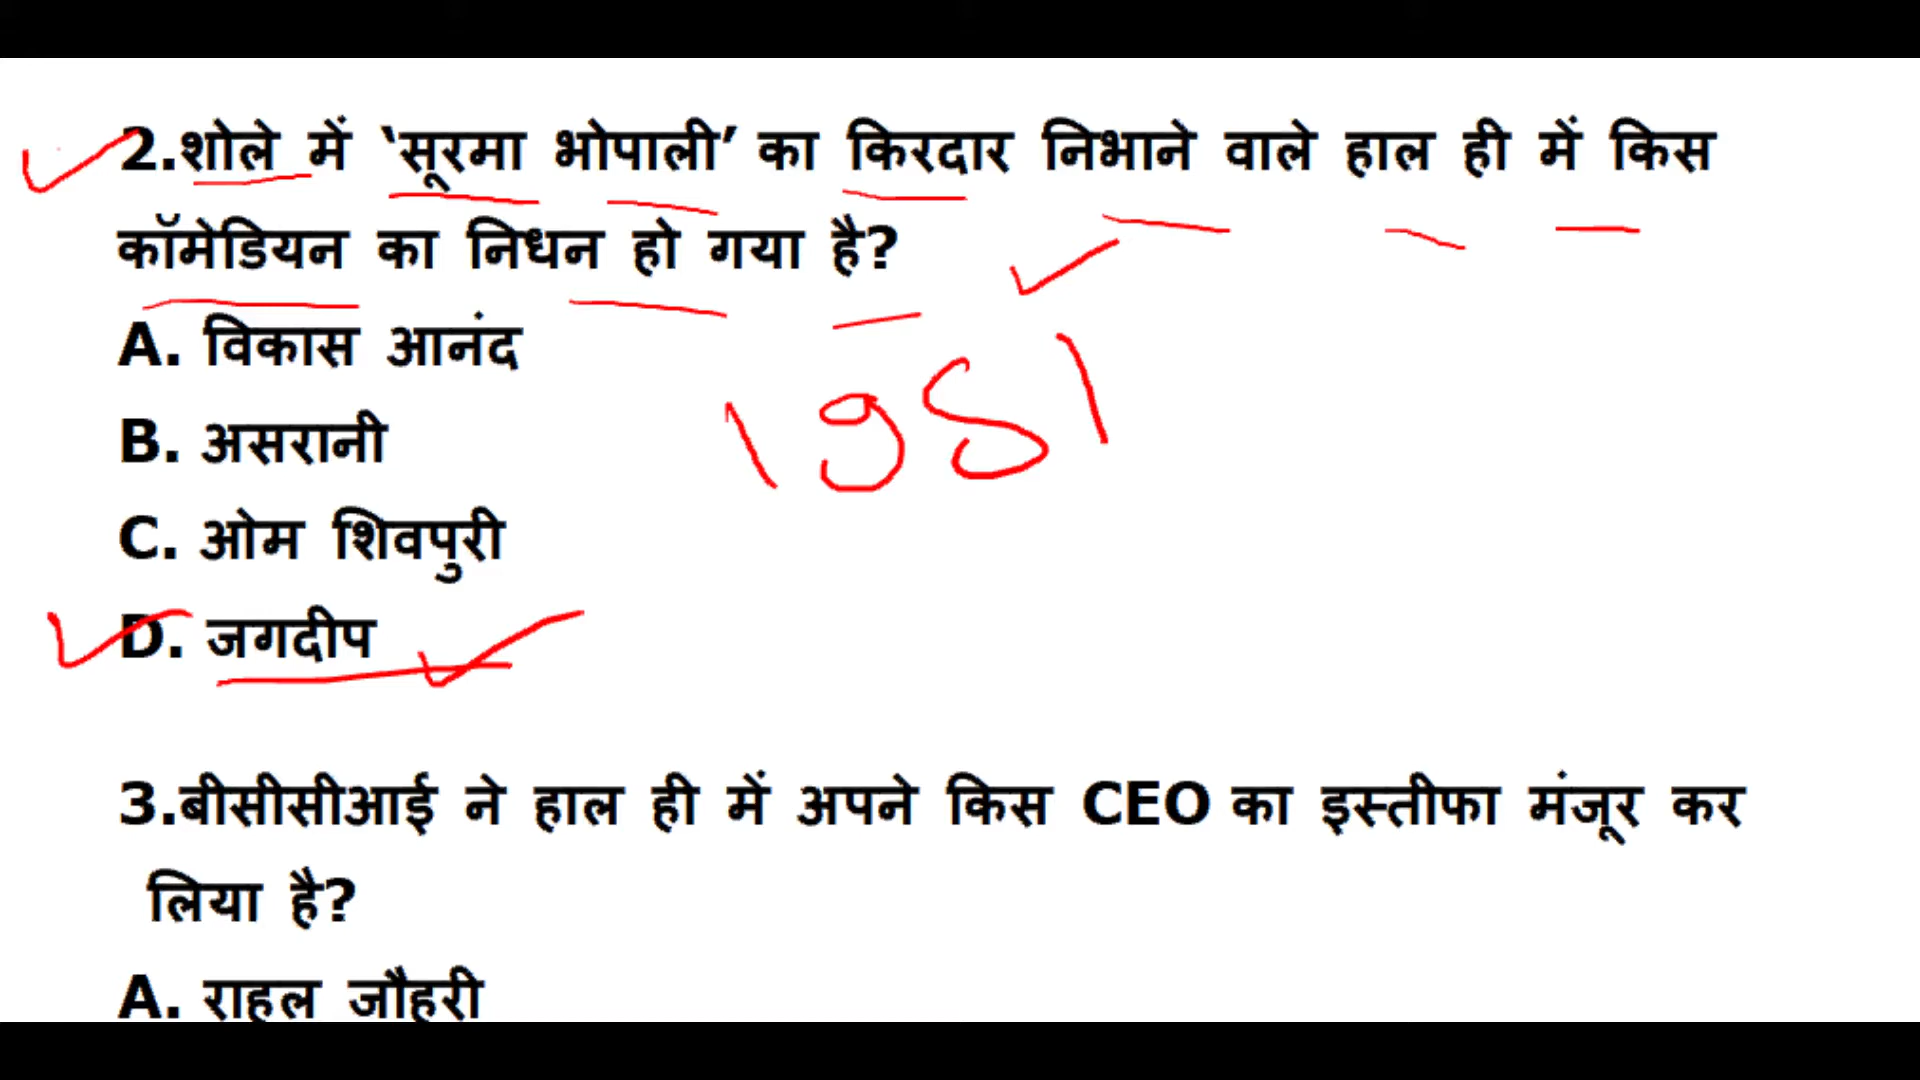 2.शोले में ‘सूरमा भोपाली’ का किरदार निभाने वाले हाल ही में किस
कॉमेडियन का निधन हो गया है?
A. विकास आनंद
B. असरानी
1951
C. ओम शिवपुरी
D. जगदीप
3.बीसीसीआई ने हाल ही में अपने किस CEO का इस्तीफा मंजूर कर
लिया है?
A. राहल जौहरी